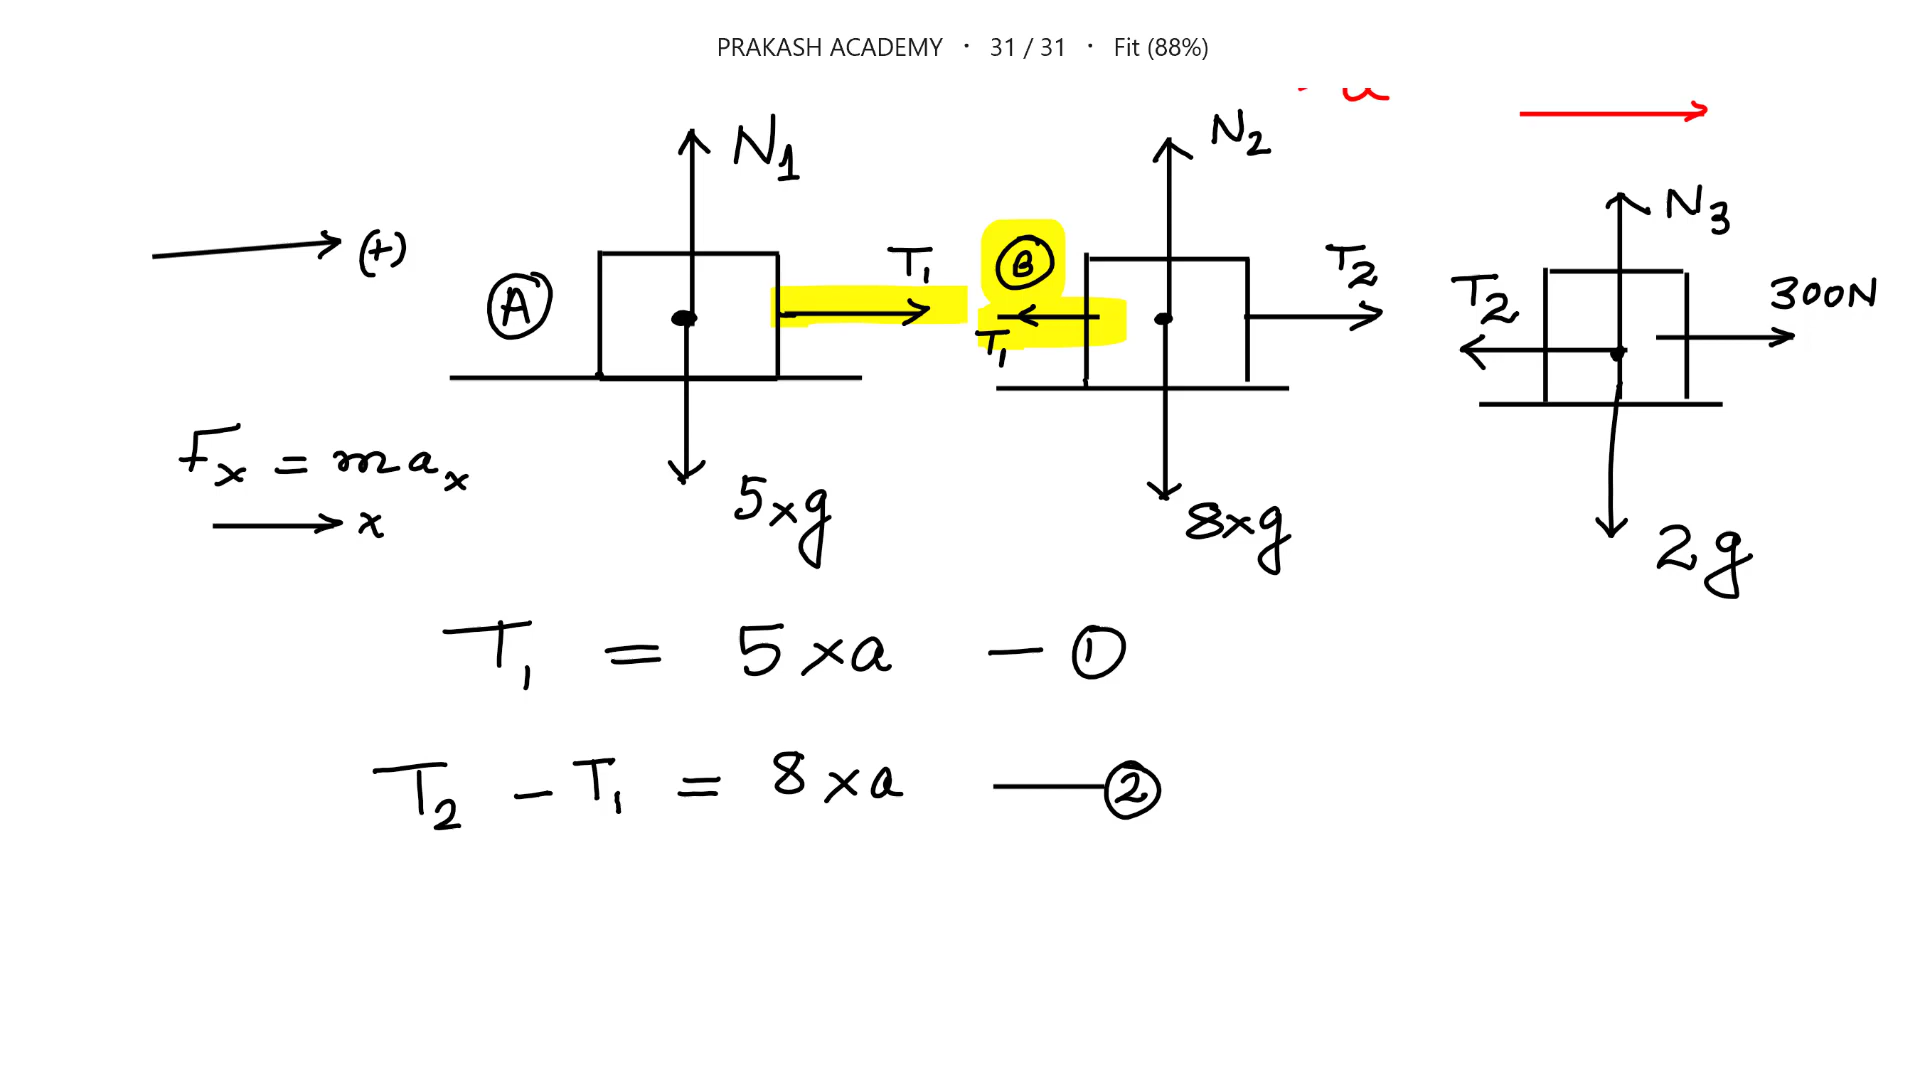 PRAKASH ACADEMY · 31 / 31 · Fit (88%)
N₁
N₂
N₃
(+)
A
T₁
B
T₁
T₂
T₂
300N
Fₓ = maₓ
x
5×g
8×g
2g
T₁ = 5×a — ①
T₂ - T₁ = 8×a — ②